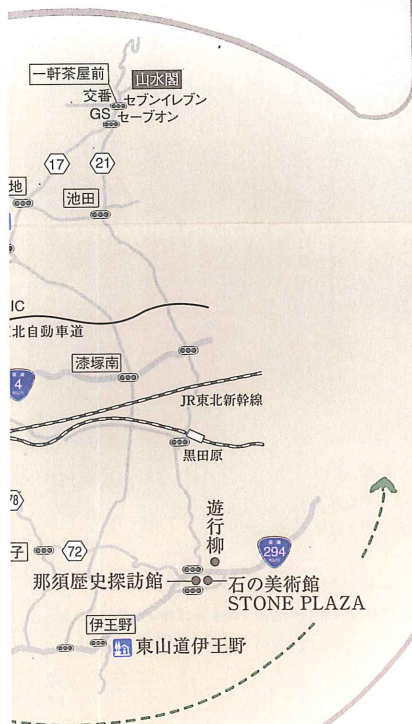 一軒茶屋前
山水閣
交番
セブンイレブン
GS セーブオン
17
21
地
池田
IC
北自動車道
漆塚南
4
JR東北新幹線
黒田原
78
遊行柳
294
子
72
那須歴史探訪館
石の美術館
STONE PLAZA
伊王野
東山道伊王野